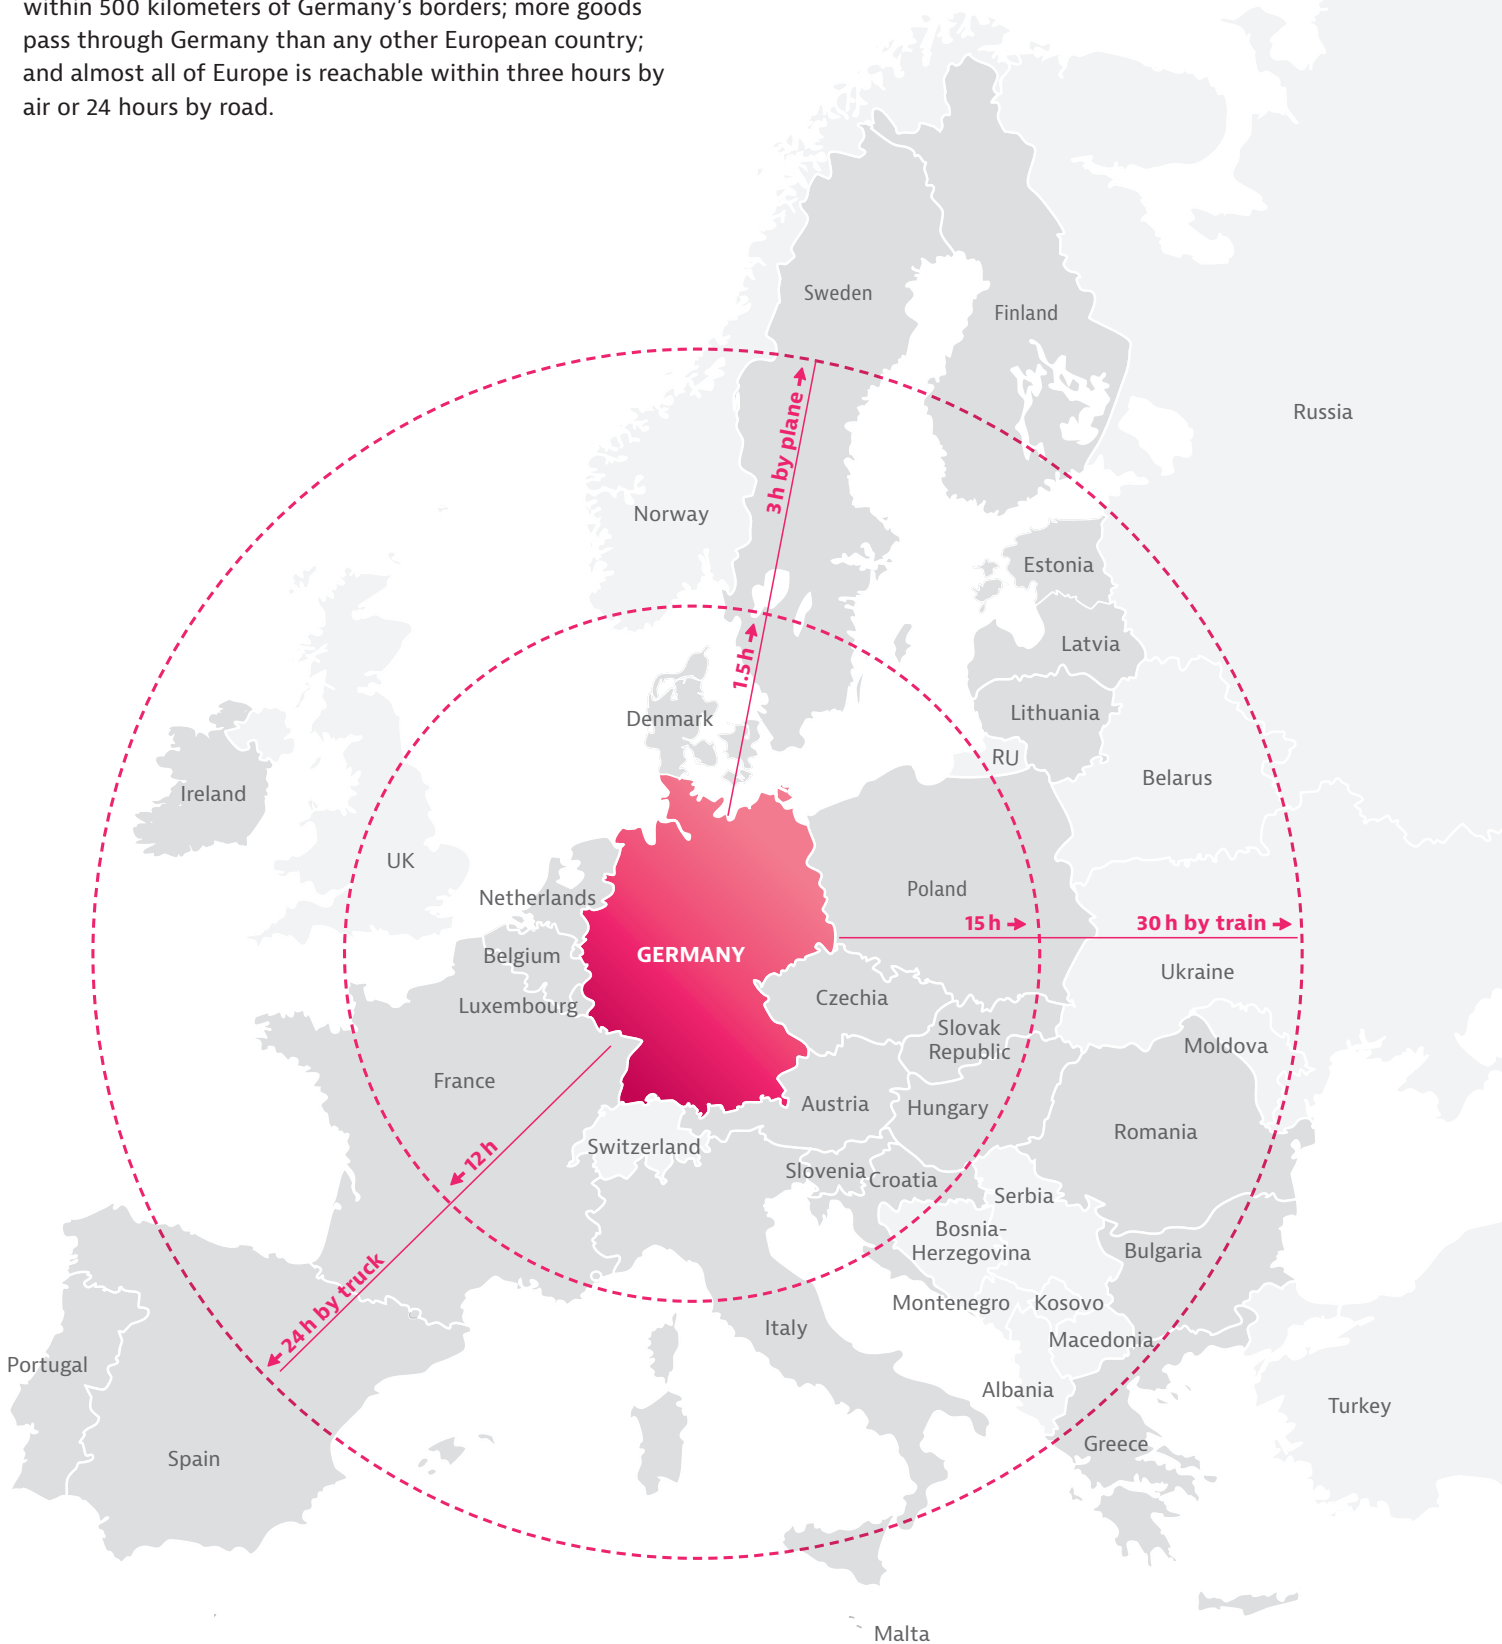 within 500 kilometers of Germany’s borders; more goods
pass through Germany than any other European country;
and almost all of Europe is reachable within three hours by
air or 24 hours by road.
Sweden
Finland
Russia
3 h by plane
Norway
Estonia
Latvia
1.5 h
Lithuania
Denmark
RU
Belarus
Ireland
UK
Poland
Netherlands
15 h
30 h by train
GERMANY
Belgium
Ukraine
Czechia
Luxembourg
Slovak
Republic
Moldova
France
Austria
Hungary
Romania
Switzerland
12 h
Slovenia
Croatia
Serbia
Bosnia-
Herzegovina
Bulgaria
24 h by truck
Montenegro
Kosovo
Italy
Macedonia
Portugal
Albania
Turkey
Greece
Spain
Malta